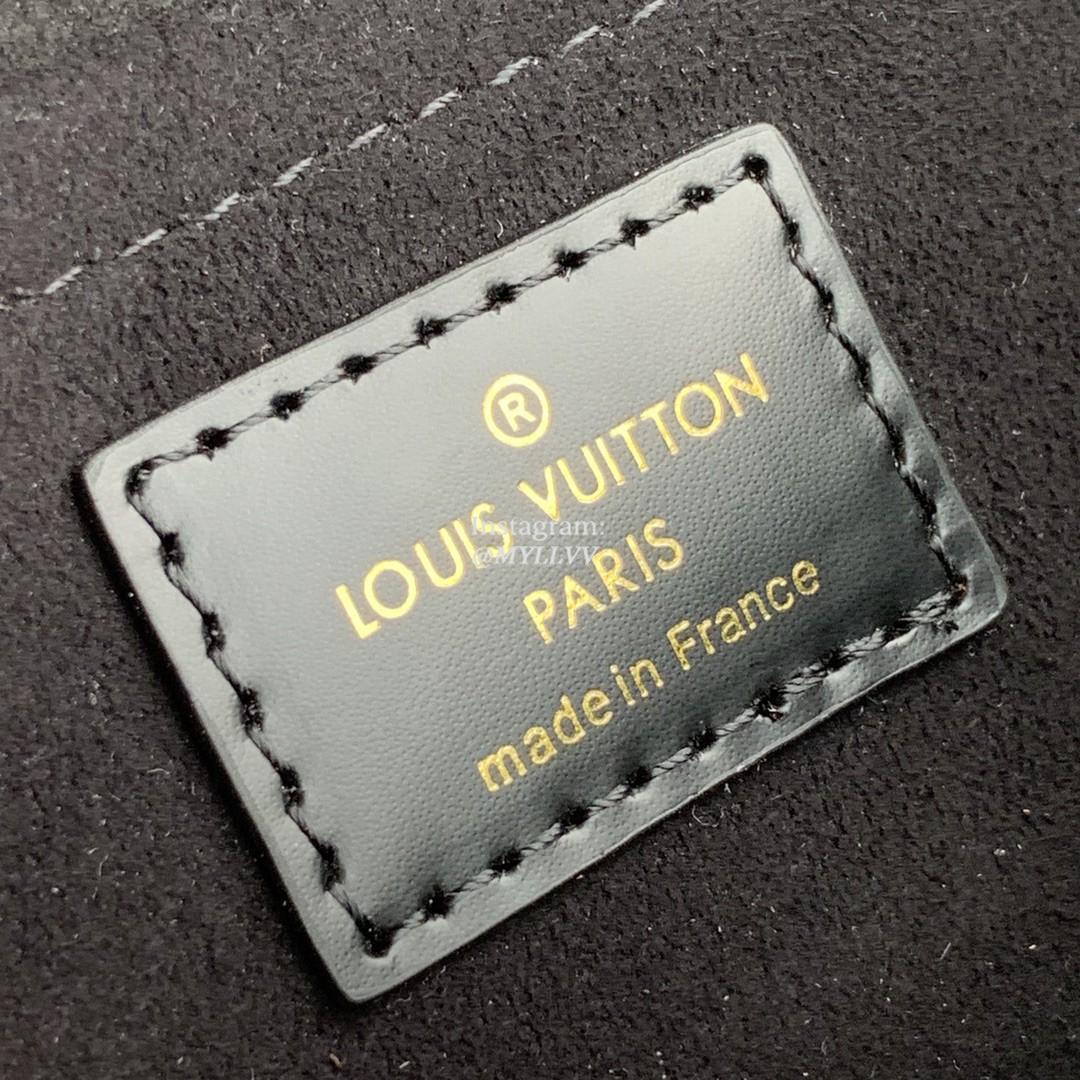 ®
LOUIS VUITTON
Instagram:
@MYLLVV
PARIS
made in France